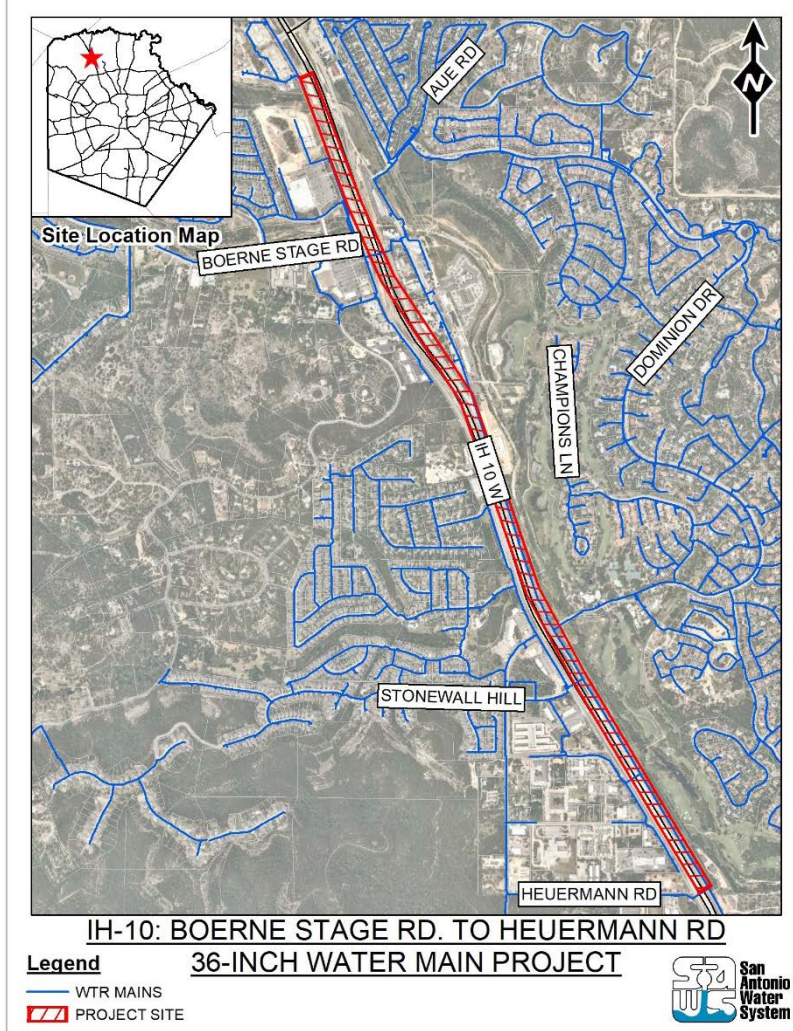 AUE RD
N
Site Location Map
BOERNE STAGE RD
DOMINION DR
CHAMPIONS LN
IH 10 W
STONEWALL HILL
HEUERMANN RD
IH-10: BOERNE STAGE RD. TO HEUERMANN RD
36-INCH WATER MAIN PROJECT
Legend
WTR MAINS
PROJECT SITE
SAWS
San
Antonio
Water
System